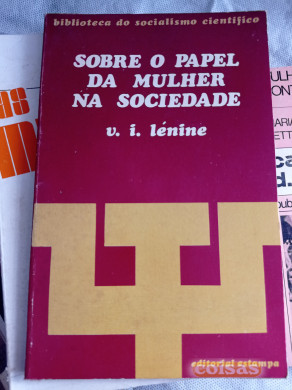 biblioteca do socialismo científico
SOBRE O PAPEL
DA MULHER
NA SOCIEDADE
v. i. lénine
editorial estampa
coisas